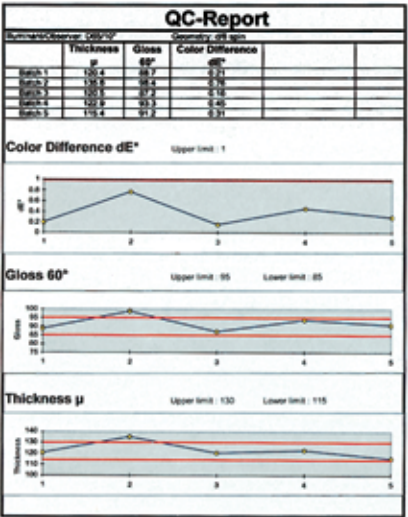 QC-Report
Illuminant/Observer: D65/10° Geometry: d/8 spin
Thickness Gloss Color Difference
µ 60° dE*
Batch 1 120.4 88.7 0.21
Batch 2 135.6 98.4 0.76
Batch 3 120.5 87.2 0.16
Batch 4 122.9 93.3 0.45
Batch 5 115.4 91.2 0.31
Color Difference dE* Upper limit : 1
1
0.8
0.6
0.4
0.2
0
dE*
1 2 3 4 5
Gloss 60° Upper limit : 95 Lower limit : 85
100
95
90
85
80
75
Gloss
1 2 3 4 5
Thickness µ Upper limit : 130 Lower limit : 115
140
130
120
110
100
Thickness
1 2 3 4 5